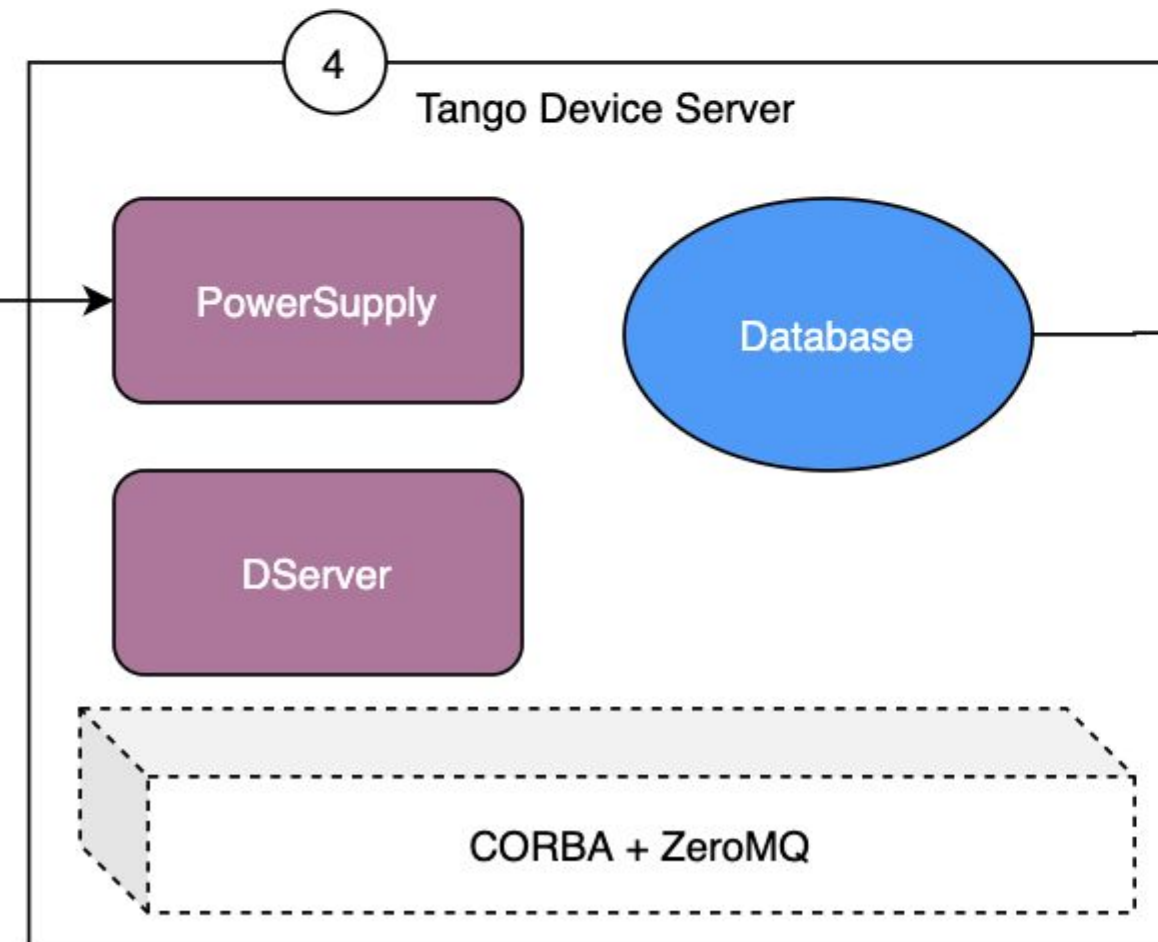 4
Tango Device Server
PowerSupply
Database
DServer
CORBA + ZeroMQ